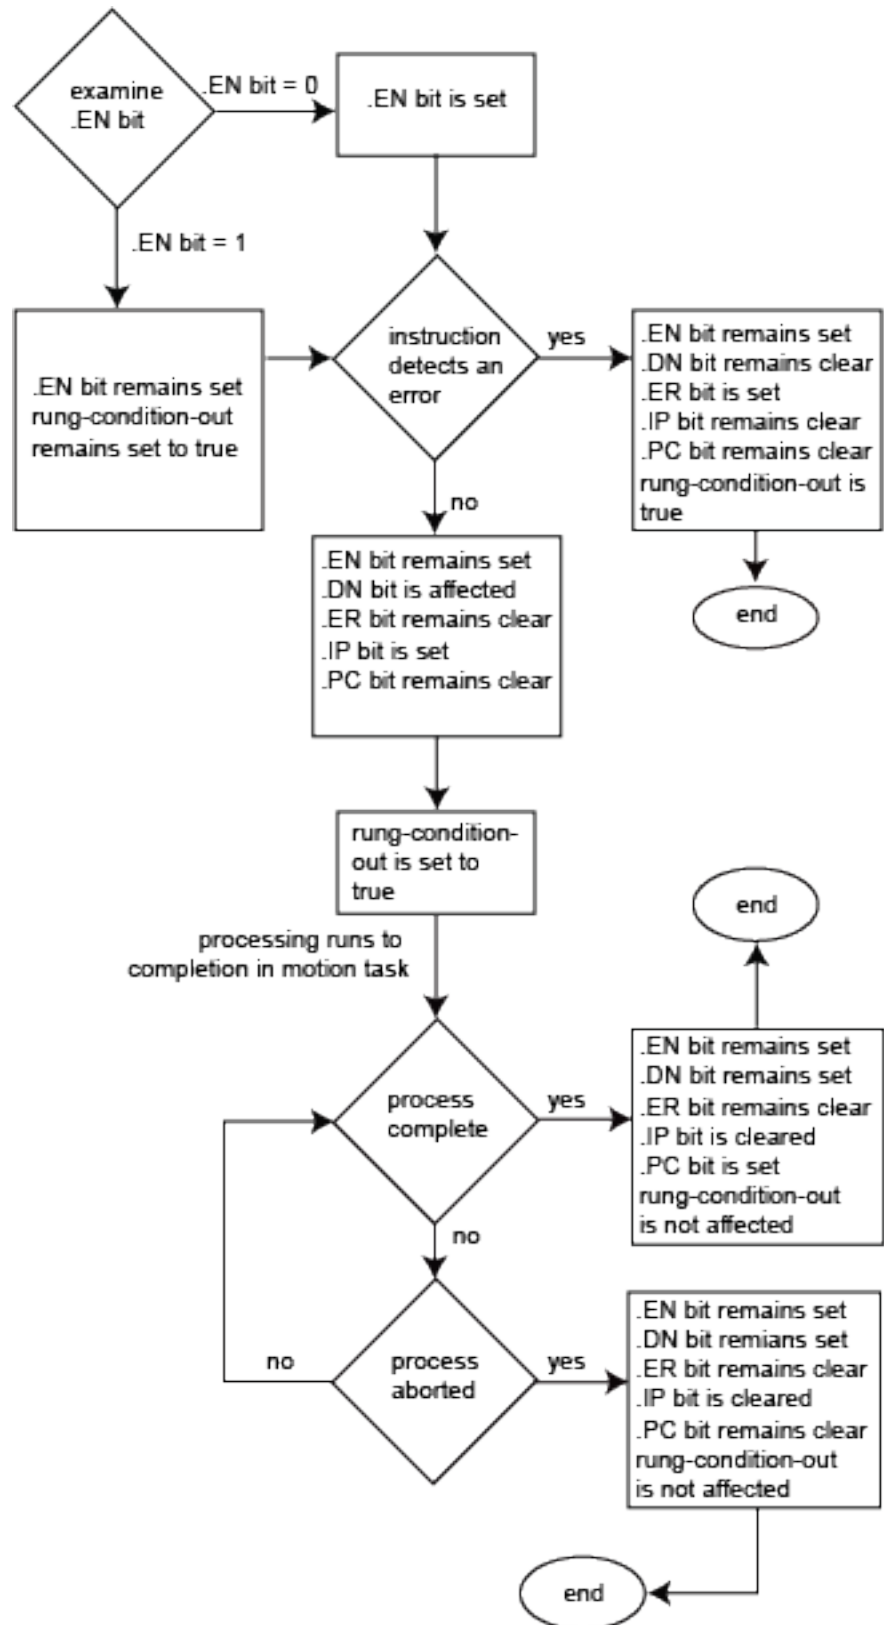 examine
.EN bit
.EN bit = 0
.EN bit is set
.EN bit = 1
.EN bit remains set
rung-condition-out
remains set to true
instruction
detects an
error
yes
.EN bit remains set
.DN bit remains clear
.ER bit is set
.IP bit remains clear
.PC bit remains clear
rung-condition-out is
true
end
no
.EN bit remains set
.DN bit is affected
.ER bit remains clear
.IP bit is set
.PC bit remains clear
rung-condition-
out is set to
true
processing runs to
completion in motion task
process
complete
yes
.EN bit remains set
.DN bit remains set
.ER bit remains clear
.IP bit is cleared
.PC bit is set
rung-condition-out
is not affected
end
no
process
aborted
no
yes
.EN bit remains set
.DN bit remians set
.ER bit remains clear
.IP bit is cleared
.PC bit remains clear
rung-condition-out
is not affected
end